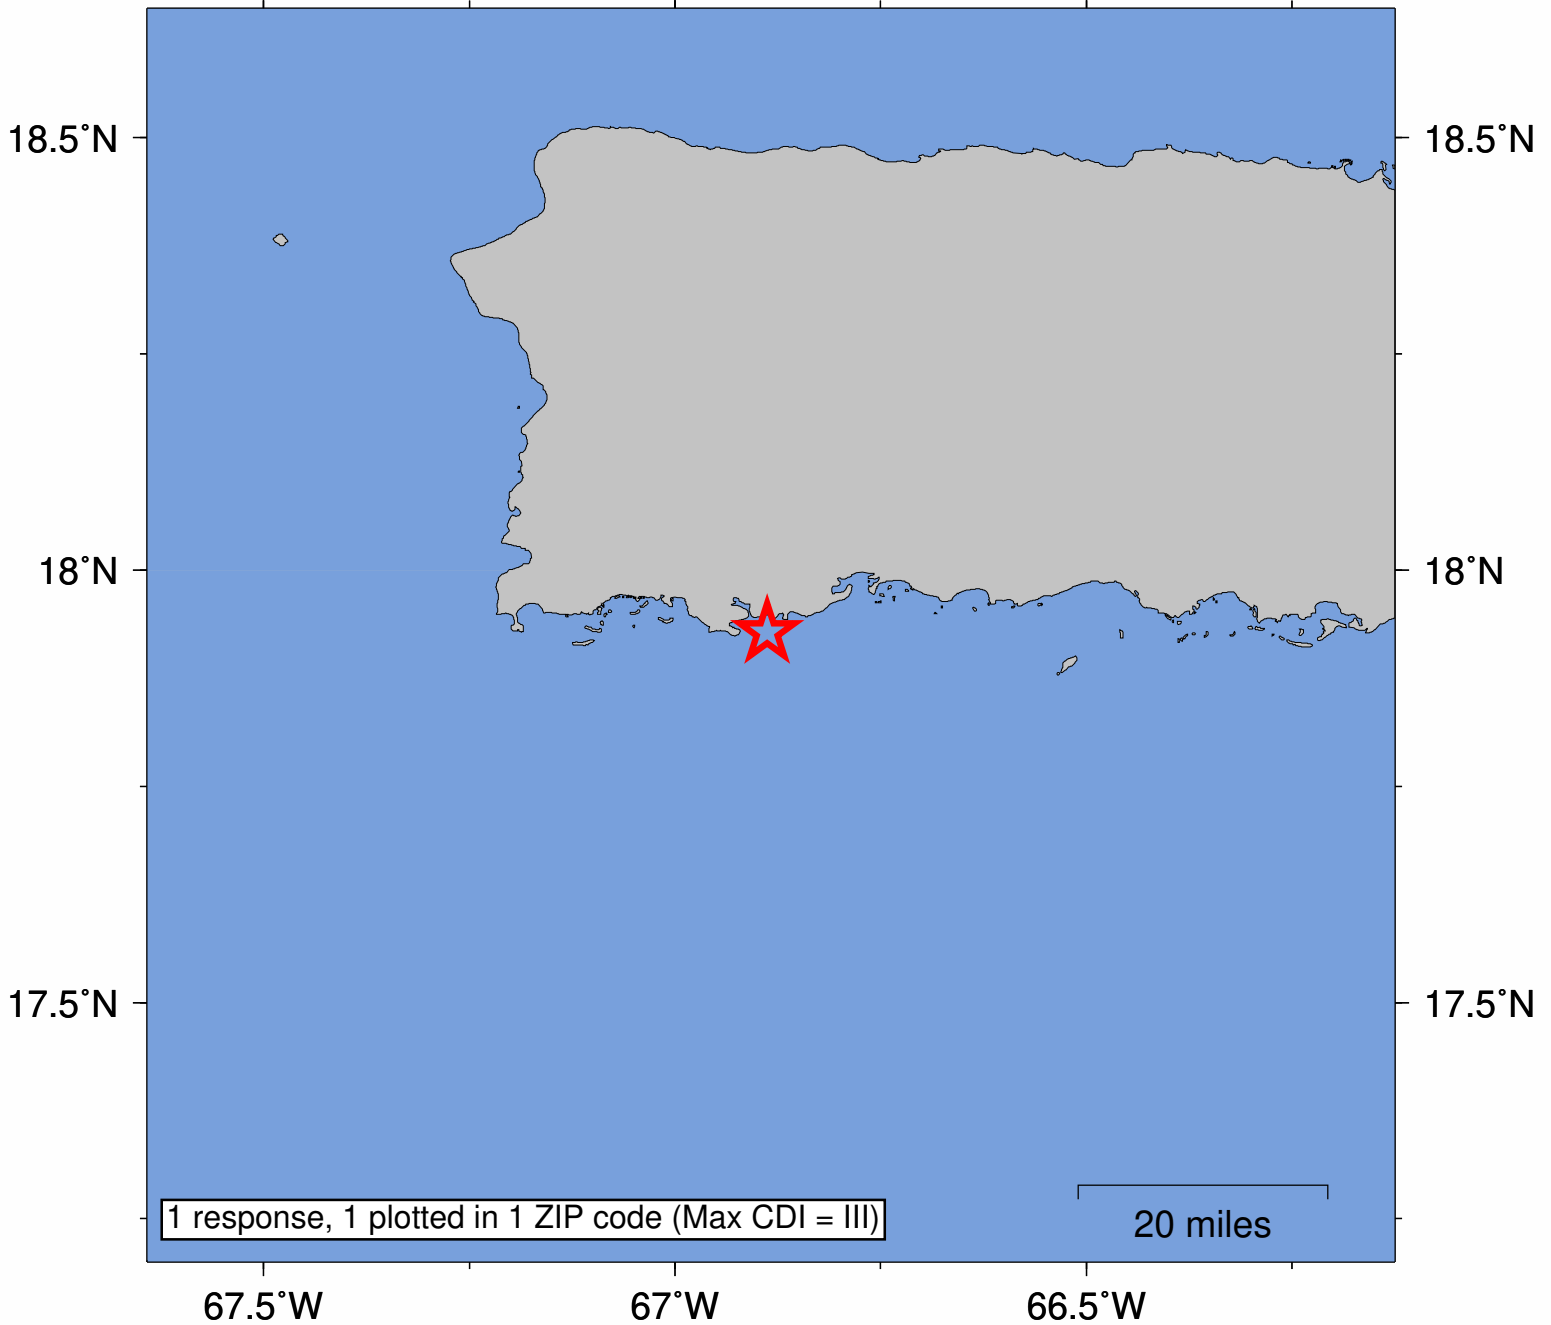 18.5°N 18.5°N
18°N 18°N
17.5°N 17.5°N
1 response, 1 plotted in 1 ZIP code (Max CDI = III)
20 miles
67.5°W 67°W 66.5°W